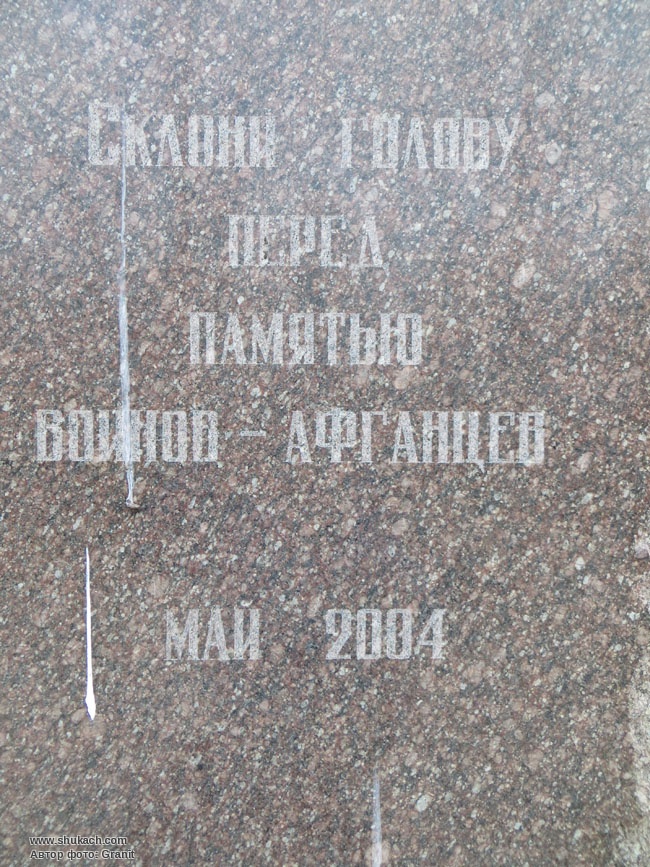 Склони голову
ПЕРЕД
ПАМЯТЬЮ
ВОИНОВ - АФГАНЦЕВ
МАЙ 2004
www.shukach.com
Автор фото: Granit